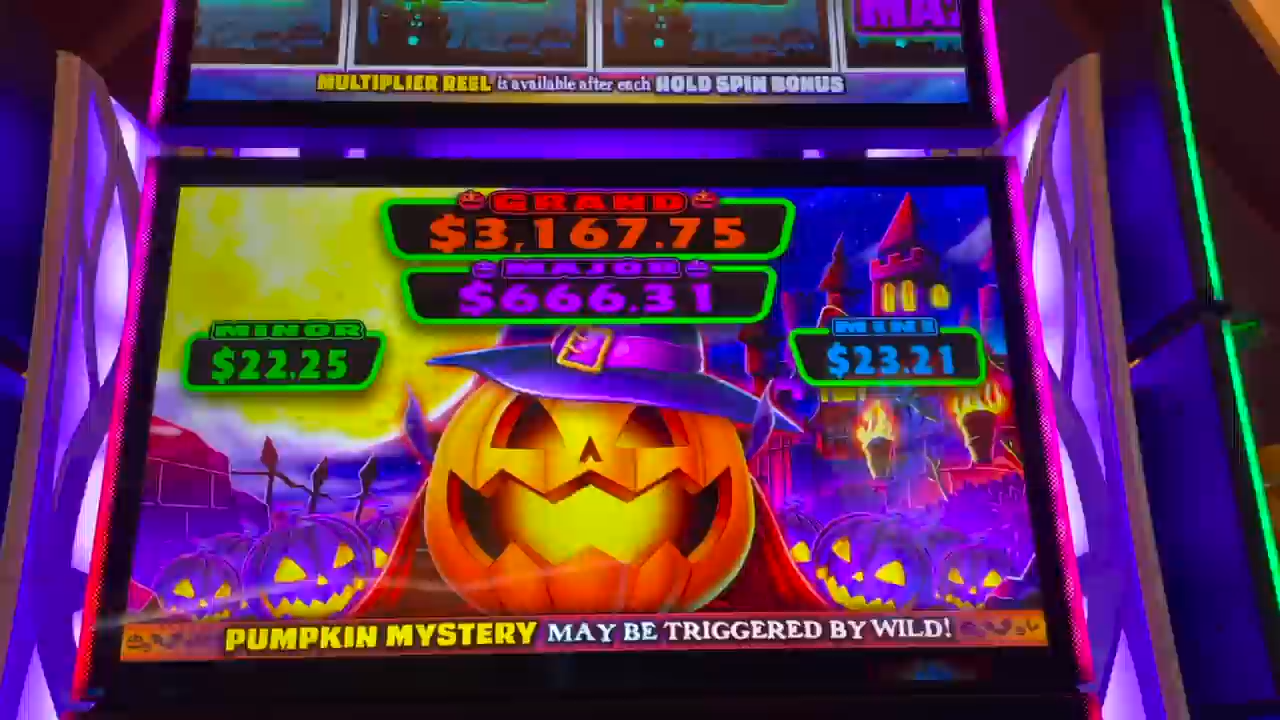 MULTIPLIER REEL is available after each HOLD SPIN BONUS
GRAND
$3,167.75
MAJOR
$666.31
MINOR
$22.25
MINI
$23.21
PUMPKIN MYSTERY MAY BE TRIGGERED BY WILD!